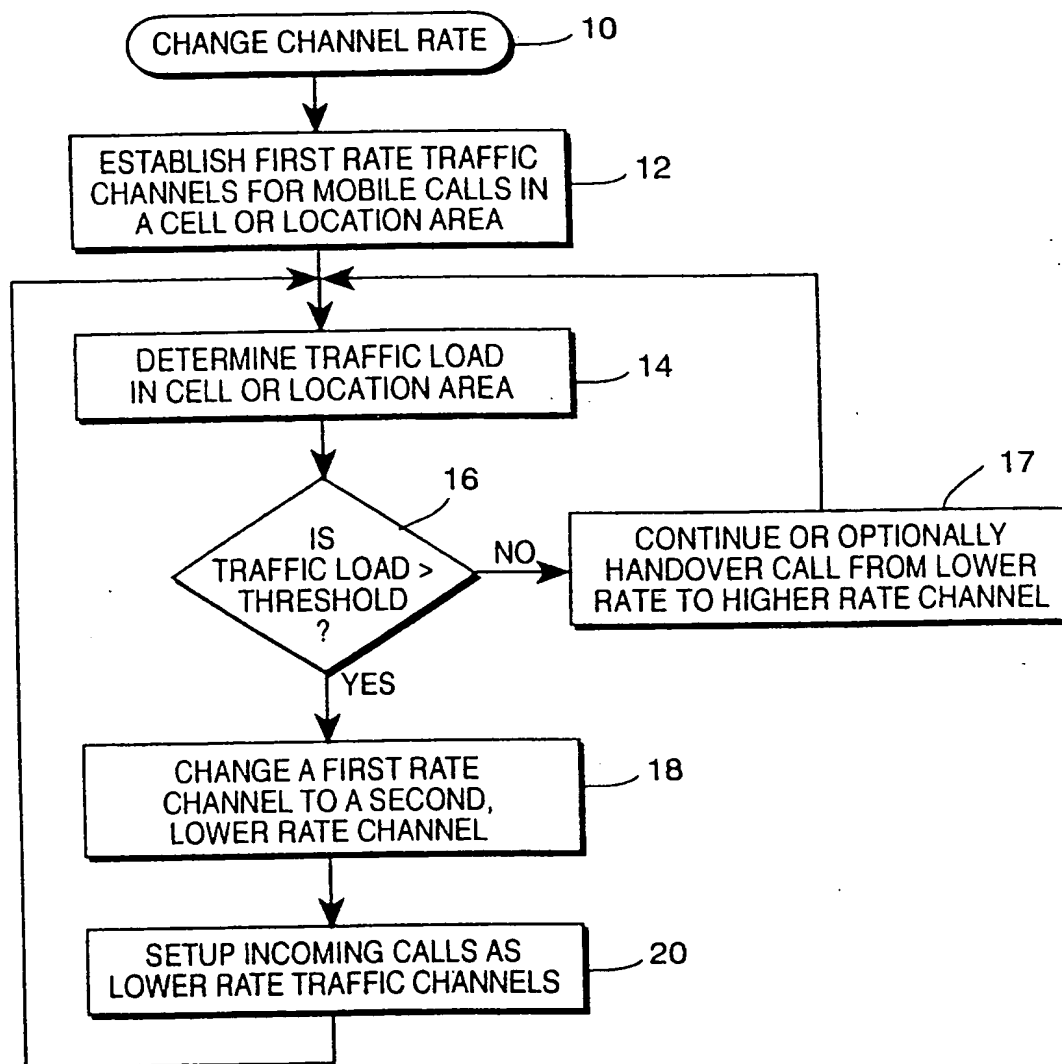 CHANGE CHANNEL RATE
10
ESTABLISH FIRST RATE TRAFFIC
CHANNELS FOR MOBILE CALLS IN
A CELL OR LOCATION AREA
12
DETERMINE TRAFFIC LOAD
IN CELL OR LOCATION AREA
14
16
IS
TRAFFIC LOAD >
THRESHOLD
?
NO
17
CONTINUE OR OPTIONALLY
HANDOVER CALL FROM LOWER
RATE TO HIGHER RATE CHANNEL
YES
CHANGE A FIRST RATE
CHANNEL TO A SECOND,
LOWER RATE CHANNEL
18
SETUP INCOMING CALLS AS
LOWER RATE TRAFFIC CHANNELS
20